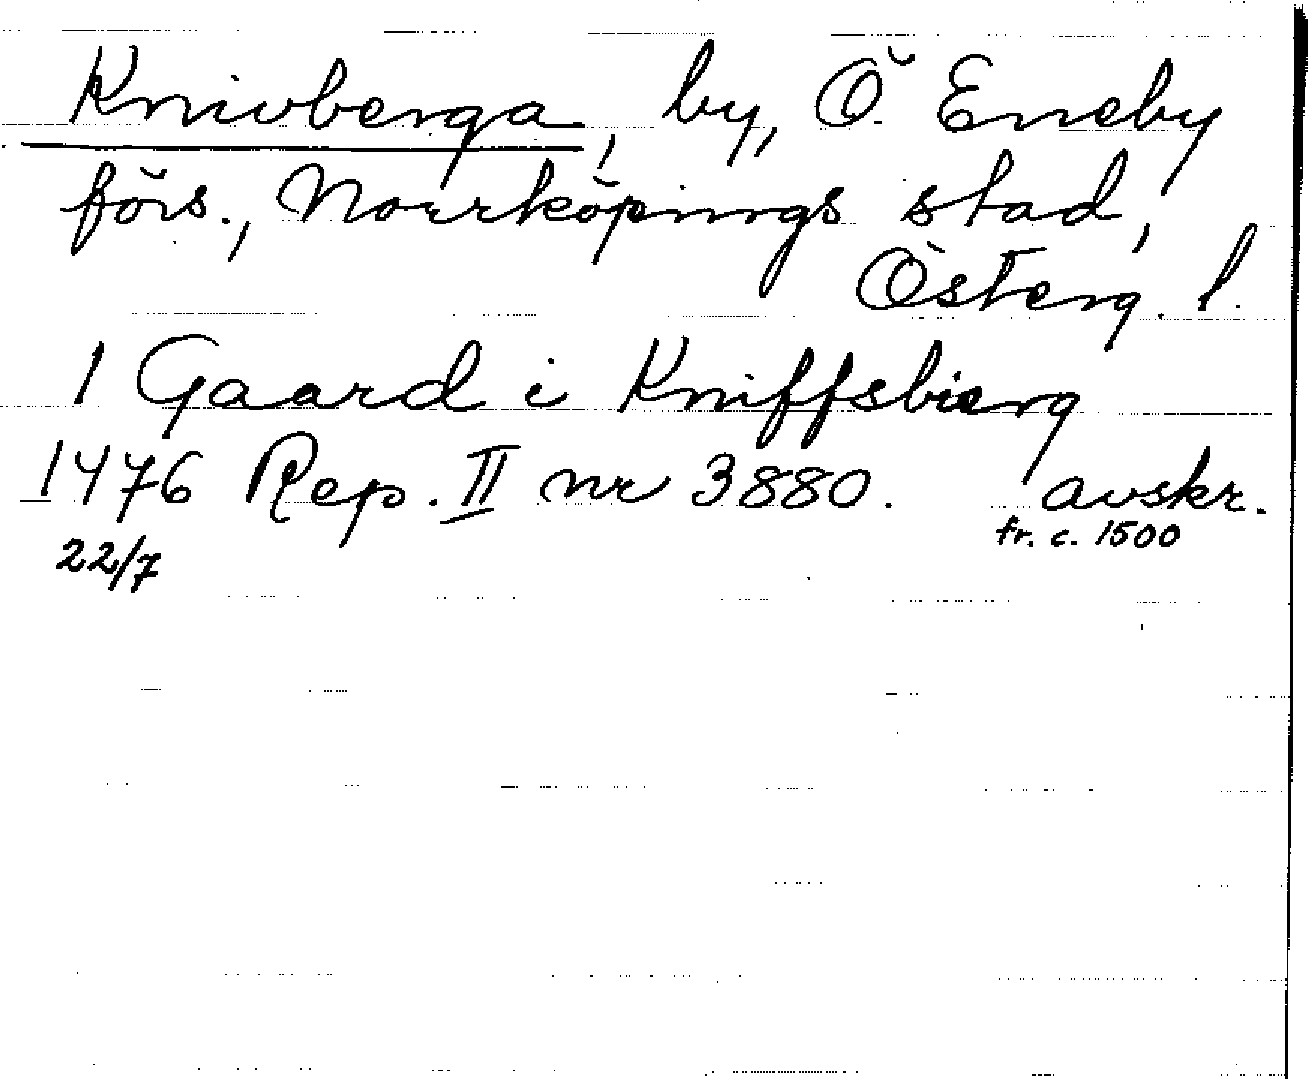 Knivberga, by, Ö. Eneby
förs., Norrköpings stad,
Österg. l.
1 Gaard i Kniffsbierg
1476 Rep. II nr 3880. avskr.
fr. c. 1500
22/7